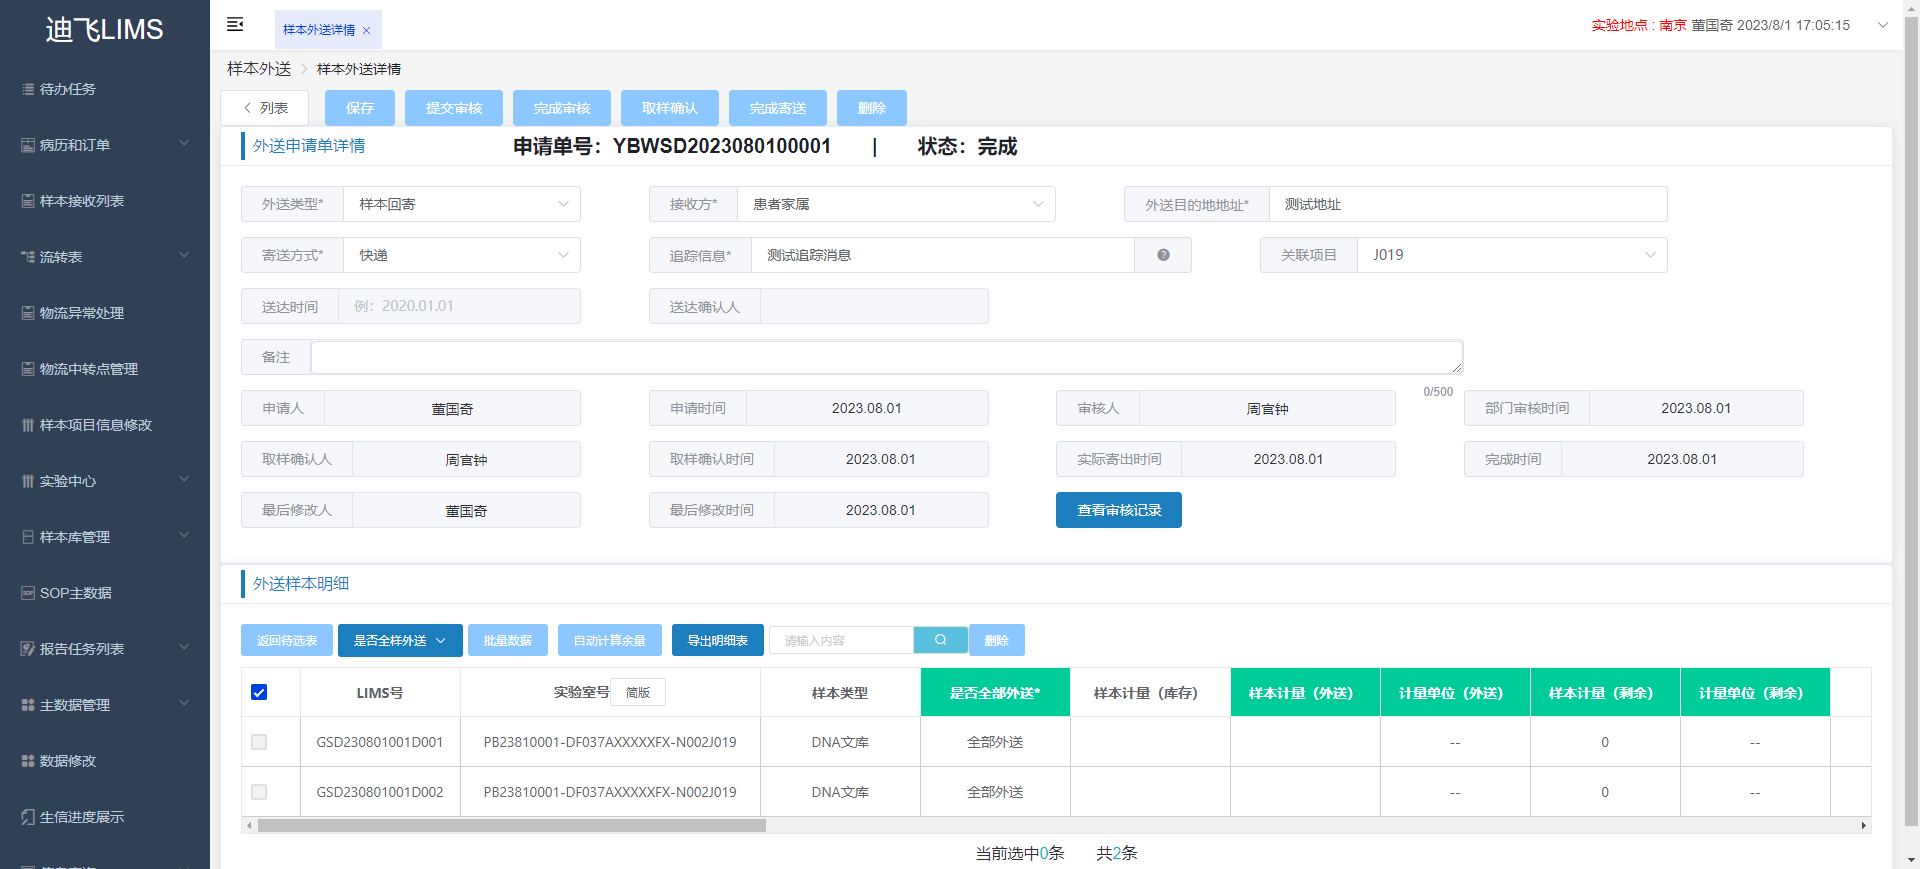 迪飞LIMS
待办任务
病历和订单
样本接收列表
流转表
物流异常处理
物流中转点管理
样本项目信息修改
实验中心
样本库管理
SOP主数据
报告任务列表
主数据管理
数据修改
生信进度展示
样本外送详情 ×
实验地点 : 南京 董国奇 2023/8/1 17:05:15
样本外送 > 样本外送详情
< 列表 保存 提交审核 完成审核 取样确认 完成寄送 删除
外送申请单详情 申请单号：YBWSD2023080100001 | 状态：完成
外送类型* 样本回寄 接收方* 患者家属 外送目的地地址* 测试地址
寄送方式* 快递 追踪信息* 测试追踪消息 ? 关联项目 J019
送达时间 例：2020.01.01 送达确认人
备注
0/500
申请人 董国奇 申请时间 2023.08.01 审核人 周官钟 部门审核时间 2023.08.01
取样确认人 周官钟 取样确认时间 2023.08.01 实际寄出时间 2023.08.01 完成时间 2023.08.01
最后修改人 董国奇 最后修改时间 2023.08.01 查看审核记录
外送样本明细
返回待选表 是否全样外送 批量数据 自动计算余量 导出明细表 请输入内容 删除
LIMS号 实验室号 简版 样本类型 是否全部外送* 样本计量（库存） 样本计量（外送） 计量单位（外送） 样本计量（剩余） 计量单位（剩余）
GSD230801001D001 PB23810001-DF037AXXXXXFX-N002J019 DNA文库 全部外送 -- 0 --
GSD230801001D002 PB23810001-DF037AXXXXXFX-N002J019 DNA文库 全部外送 -- 0 --
当前选中0条 共2条